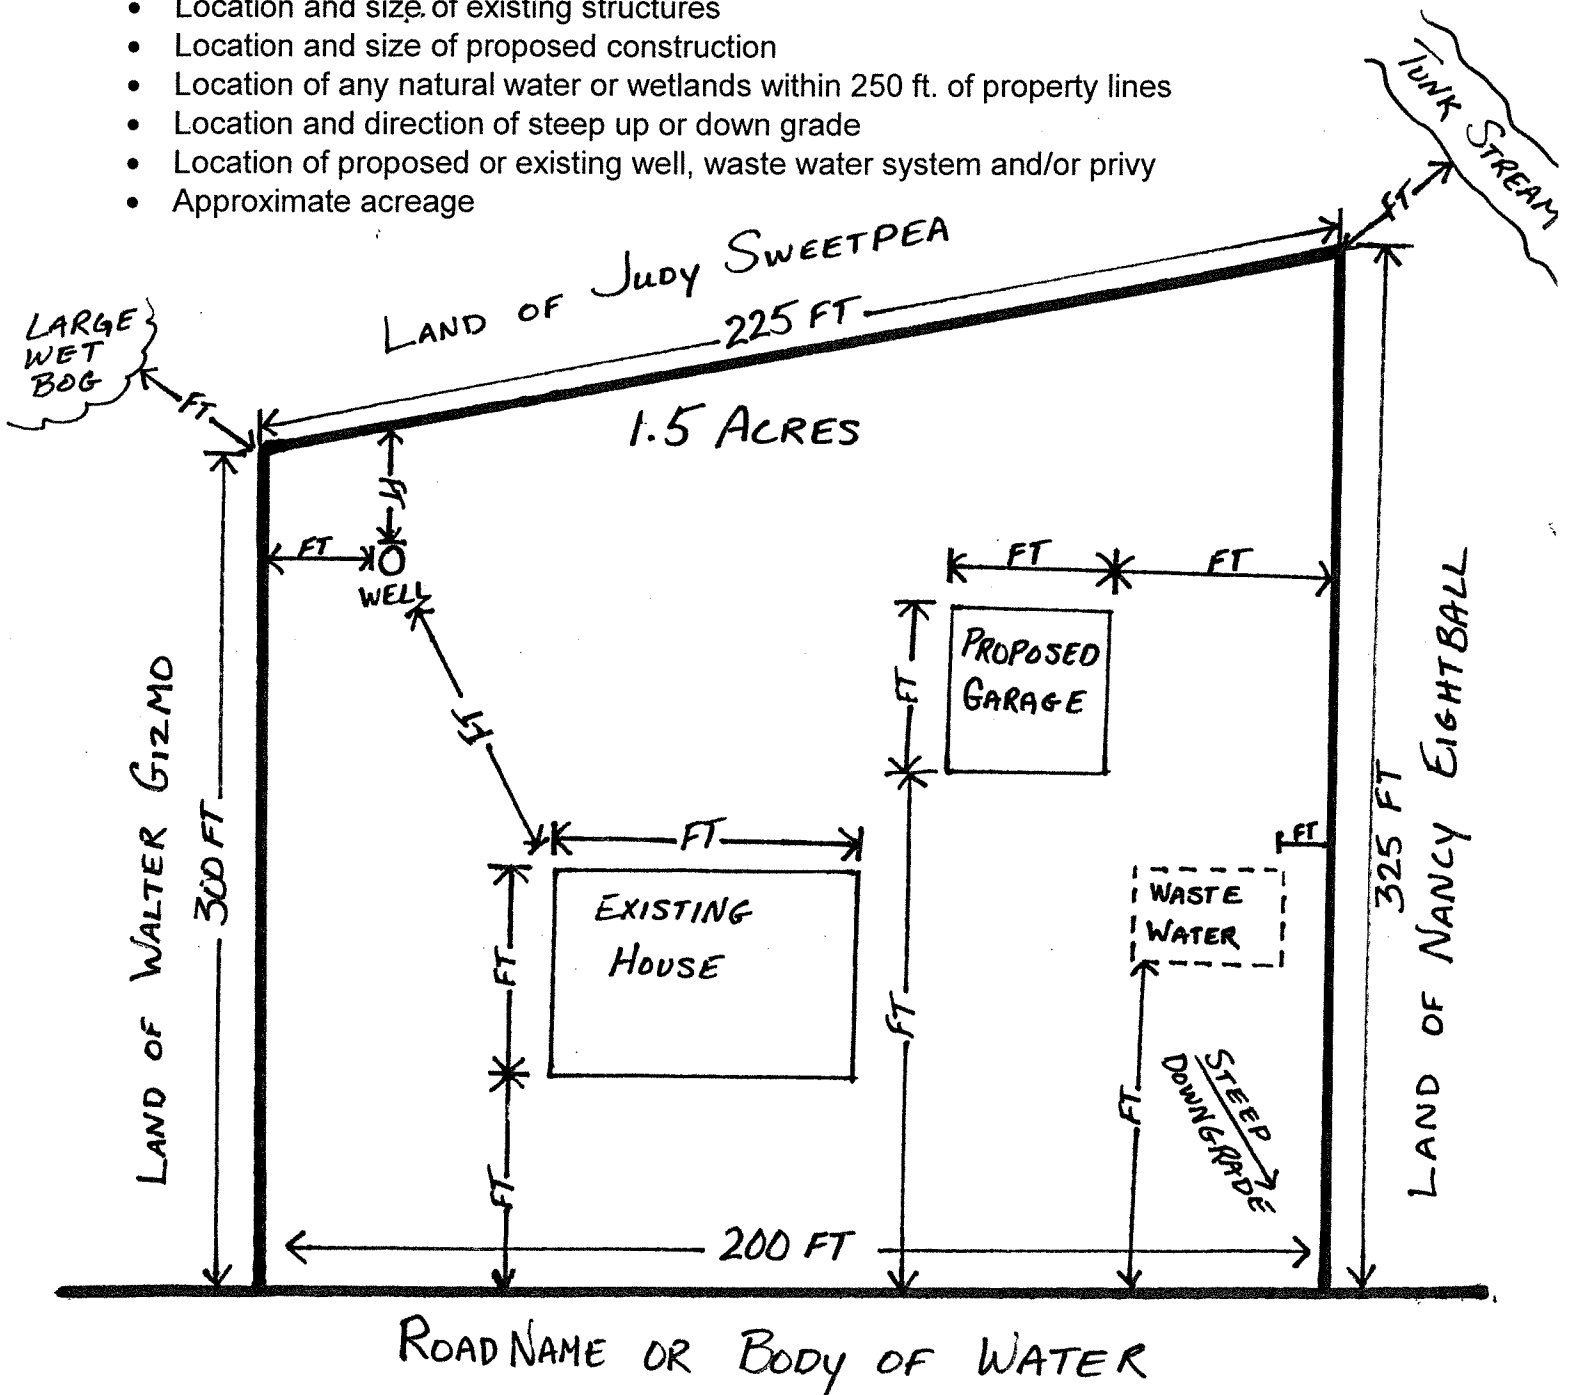 • Location and size of existing structures
• Location and size of proposed construction
• Location of any natural water or wetlands within 250 ft. of property lines
• Location and direction of steep up or down grade
• Location of proposed or existing well, waste water system and/or privy
• Approximate acreage
TUNK STREAM
FT
LAND OF JUDY SWEETPEA
225 FT
LARGE
WET
BOG
FT
1.5 ACRES
FT
FT
WELL
FT
FT
FT
PROPOSED
GARAGE
FT
FT
LAND OF WALTER GIZMO
300 FT
LAND OF NANCY EIGHTBALL
325 FT
FT
FT
EXISTING
HOUSE
FT
FT
WASTE
WATER
FT
FT
FT
STEEP
DOWNGRADE
200 FT
ROAD NAME OR BODY OF WATER